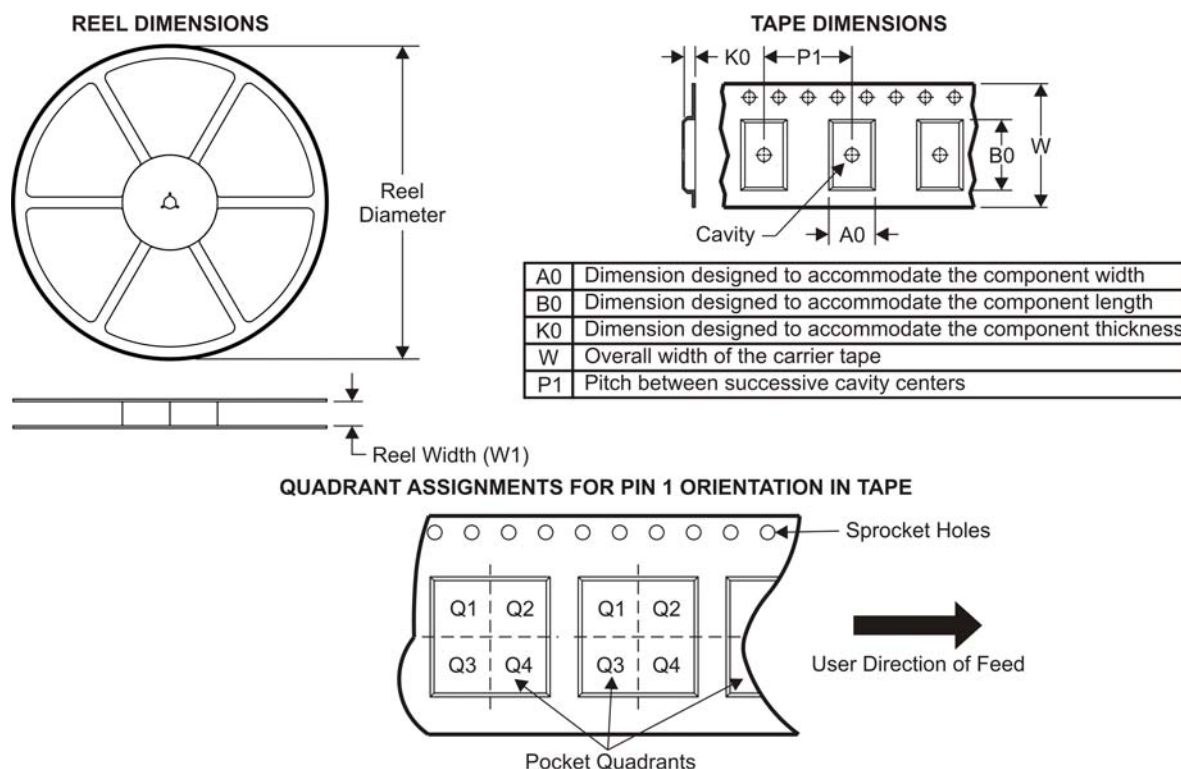 REEL DIMENSIONS
Reel
Diameter
Reel Width (W1)
TAPE DIMENSIONS
K0
P1
W
B0
Cavity
A0
A0 Dimension designed to accommodate the component width
B0 Dimension designed to accommodate the component length
K0 Dimension designed to accommodate the component thickness
W Overall width of the carrier tape
P1 Pitch between successive cavity centers
QUADRANT ASSIGNMENTS FOR PIN 1 ORIENTATION IN TAPE
Sprocket Holes
Q1 Q2 Q1 Q2
Q3 Q4 Q3 Q4
User Direction of Feed
Pocket Quadrants